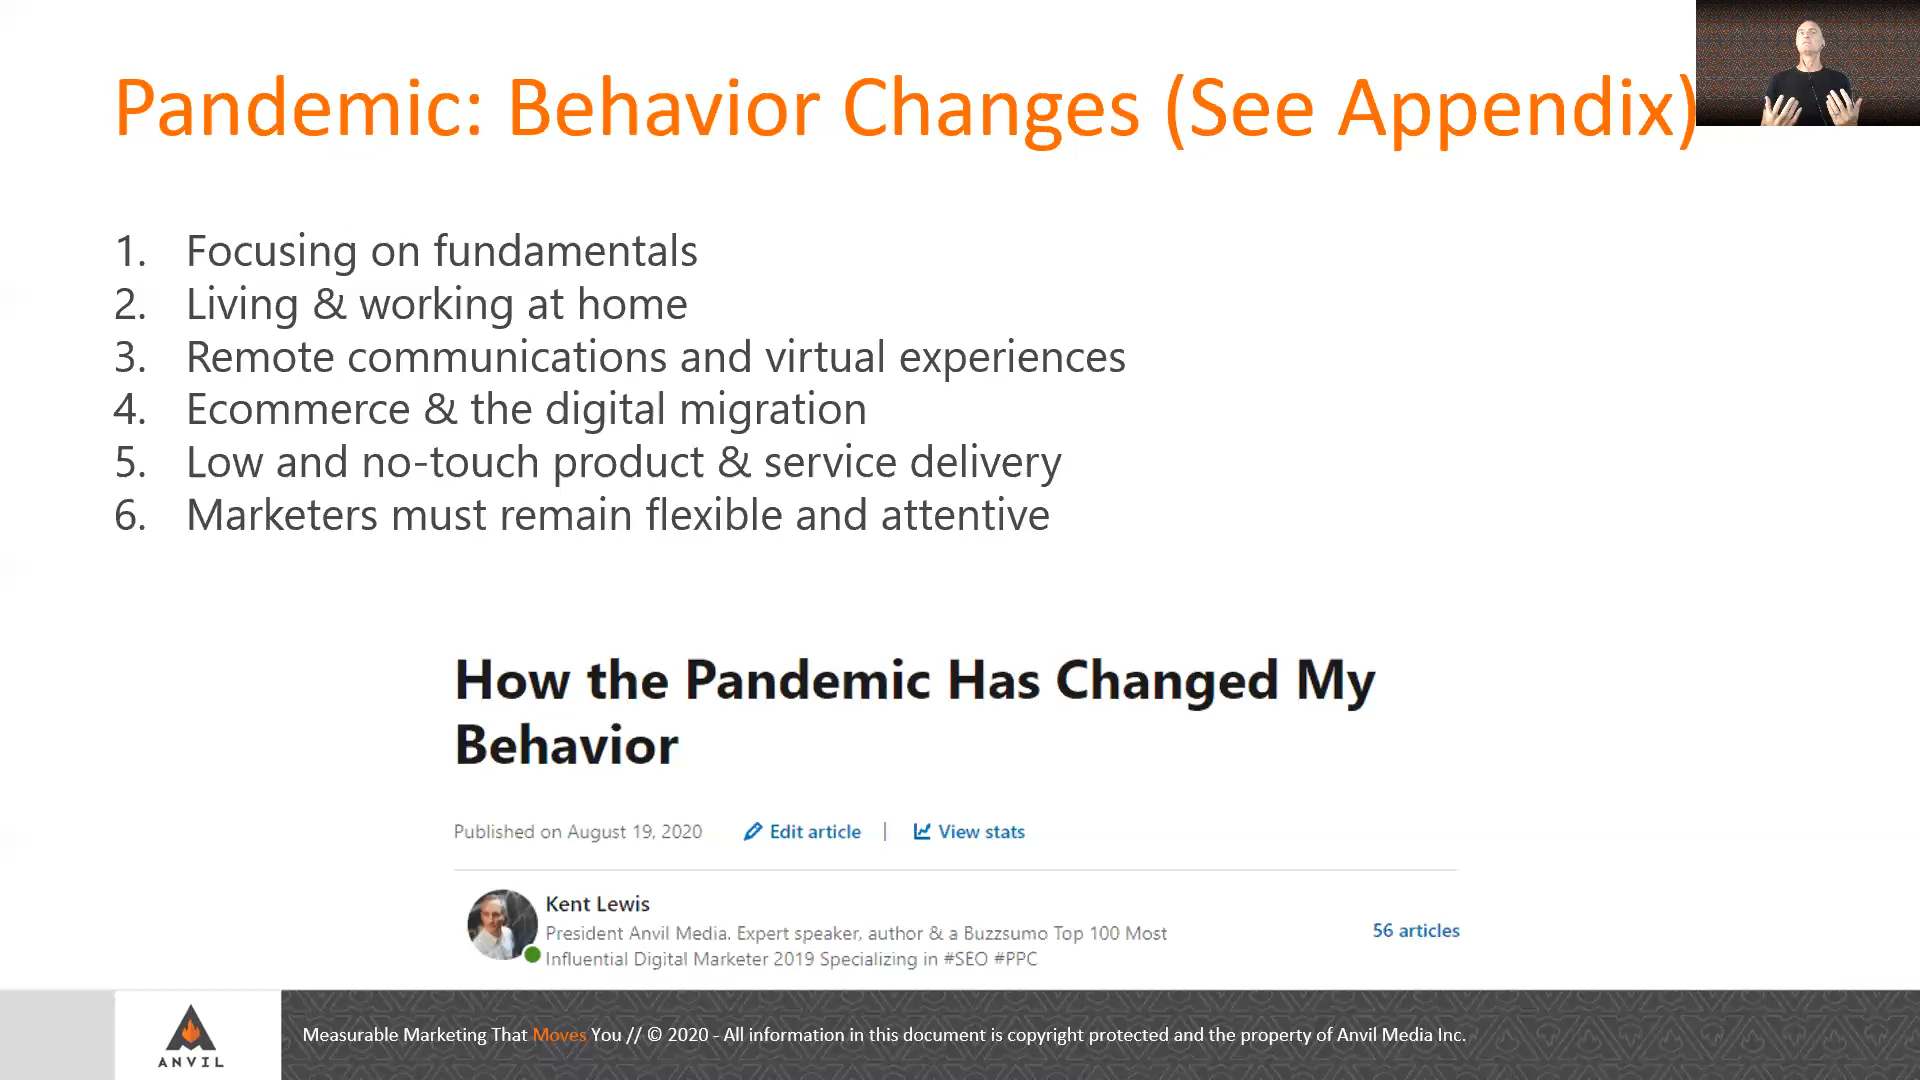 Pandemic: Behavior Changes (See Appendix)
1. Focusing on fundamentals
2. Living & working at home
3. Remote communications and virtual experiences
4. Ecommerce & the digital migration
5. Low and no-touch product & service delivery
6. Marketers must remain flexible and attentive
How the Pandemic Has Changed My
Behavior
Published on August 19, 2020 Edit article | View stats
Kent Lewis
President Anvil Media. Expert speaker, author & a Buzzsumo Top 100 Most
Influential Digital Marketer 2019 Specializing in #SEO #PPC
56 articles
ANVIL
Measurable Marketing That Moves You // © 2020 - All information in this document is copyright protected and the property of Anvil Media Inc.